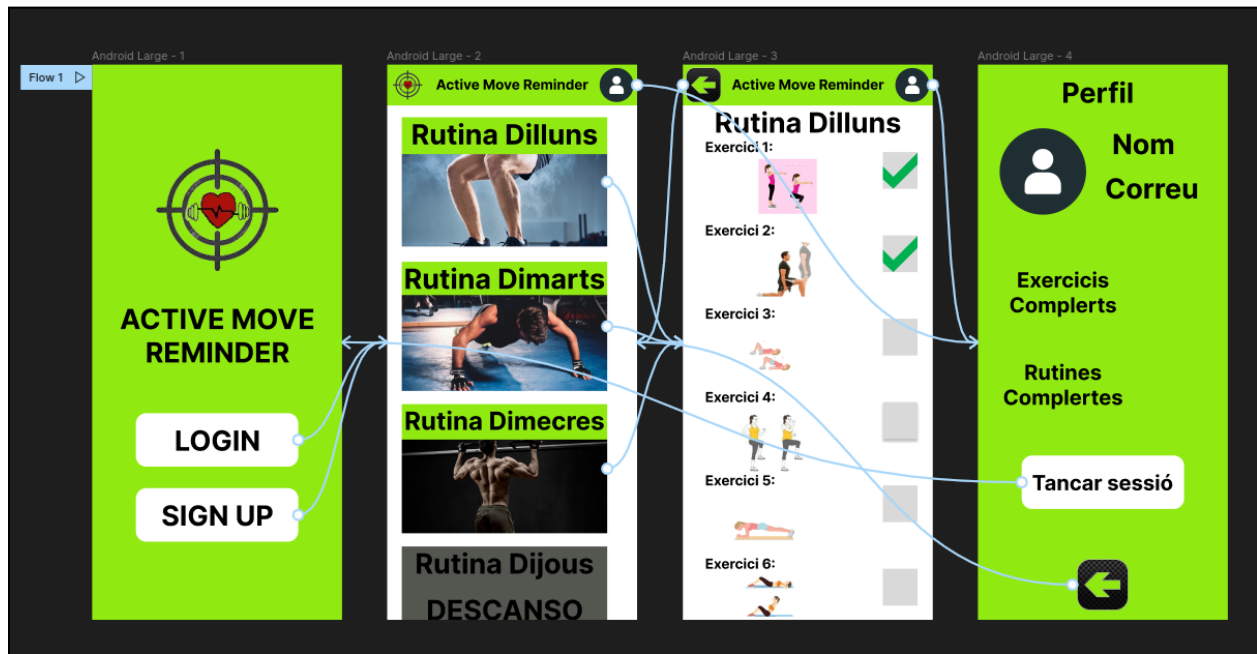 Flow 1
Android Large - 1
ACTIVE MOVE
REMINDER
LOGIN
SIGN UP
Android Large - 2
Active Move Reminder
Rutina Dilluns
Rutina Dimarts
Rutina Dimecres
Rutina Dijous
DESCANSO
Android Large - 3
Active Move Reminder
Rutina Dilluns
Exercici 1:
Exercici 2:
Exercici 3:
Exercici 4:
Exercici 5:
Exercici 6:
Android Large - 4
Perfil
Nom
Correu
Exercicis
Complerts
Rutines
Complertes
Tancar sessió